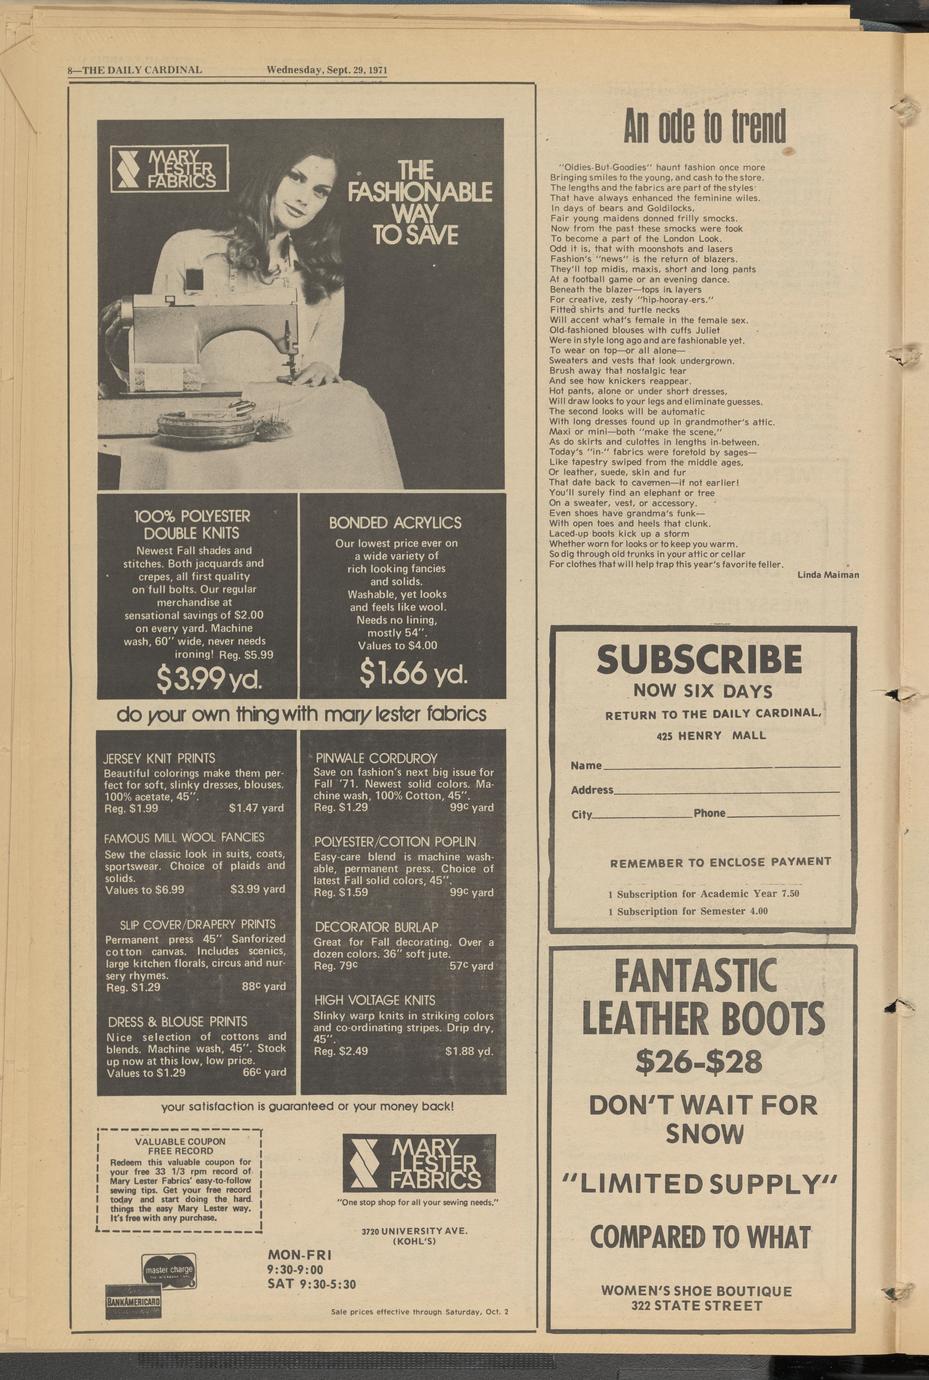 8—THE DAILY CARDINAL Wednesday, Sept. 29, 1971
MARY
LESTER
FABRICS
THE
FASHIONABLE
WAY
TO SAVE
100% POLYESTER
DOUBLE KNITS
Newest Fall shades and
stitches. Both jacquards and
crepes, all first quality
on full bolts. Our regular
merchandise at
sensational savings of $2.00
on every yard. Machine
wash, 60" wide, never needs
ironing! Reg. $5.99
$3.99 yd.
BONDED ACRYLICS
Our lowest price ever on
a wide variety of
rich looking fancies
and solids.
Washable, yet looks
and feels like wool.
Needs no lining,
mostly 54".
Values to $4.00
$1.66 yd.
do your own thing with mary lester fabrics
JERSEY KNIT PRINTS
Beautiful colorings make them per-
fect for soft, slinky dresses, blouses.
100% acetate, 45".
Reg. $1.99 $1.47 yard
FAMOUS MILL WOOL FANCIES
Sew the classic look in suits, coats,
sportswear. Choice of plaids and
solids.
Values to $6.99 $3.99 yard
SLIP COVER/DRAPERY PRINTS
Permanent press 45" Sanforized
cotton canvas. Includes scenics,
large kitchen florals, circus and nur-
sery rhymes.
Reg. $1.29 88c yard
DRESS & BLOUSE PRINTS
Nice selection of cottons and
blends. Machine wash, 45". Stock
up now at this low, low price.
Values to $1.29 66c yard
PINWALE CORDUROY
Save on fashion's next big issue for
Fall '71. Newest solid colors. Ma-
chine wash, 100% Cotton, 45".
Reg. $1.29 99c yard
POLYESTER/COTTON POPLIN
Easy-care blend is machine wash-
able, permanent press. Choice of
latest Fall solid colors, 45".
Reg. $1.59 99c yard
DECORATOR BURLAP
Great for Fall decorating. Over a
dozen colors. 36" soft jute.
Reg. 79c 57c yard
HIGH VOLTAGE KNITS
Slinky warp knits in striking colors
and co-ordinating stripes. Drip dry,
45".
Reg. $2.49 $1.88 yd.
your satisfaction is guaranteed or your money back!
VALUABLE COUPON
FREE RECORD
Redeem this valuable coupon for
your free 33 1/3 rpm record of
Mary Lester Fabrics' easy-to-follow
sewing tips. Get your free record
today and start doing the hard
things the easy Mary Lester way.
It's free with any purchase.
MARY
LESTER
FABRICS
"One stop shop for all your sewing needs."
3720 UNIVERSITY AVE.
(KOHL'S)
master charge
BANKAMERICARD
MON-FRI
9:30-9:00
SAT 9:30-5:30
Sale prices effective through Saturday, Oct. 2
An ode to trend
"Oldies-But-Goodies" haunt fashion once more
Bringing smiles to the young, and cash to the store.
The lengths and the fabrics are part of the styles
That have always enhanced the feminine wiles.
In days of bears and Goldilocks,
Fair young maidens donned frilly smocks.
Now from the past these smocks were took
To become a part of the London Look.
Odd it is, that with moonshots and lasers
Fashion's "news" is the return of blazers.
They'll top midis, maxis, short and long pants
At a football game or an evening dance.
Beneath the blazer—tops in layers
For creative, zesty "hip-hooray-ers."
Fitted shirts and turtle necks
Will accent what's female in the female sex.
Old-fashioned blouses with cuffs Juliet
Were in style long ago and are fashionable yet.
To wear on top—or all alone—
Sweaters and vests that look undergrown.
Brush away that nostalgic tear
And see how knickers reappear.
Hot pants, alone or under short dresses,
Will draw looks to your legs and eliminate guesses.
The second looks will be automatic
With long dresses found up in grandmother's attic.
Maxi or mini—both "make the scene,"
As do skirts and culottes in lengths in-between.
Today's "in-" fabrics were foretold by sages—
Like tapestry swiped from the middle ages,
Or leather, suede, skin and fur
That date back to cavemen—if not earlier!
You'll surely find an elephant or tree
On a sweater, vest, or accessory.
Even shoes have grandma's funk—
With open toes and heels that clunk.
Laced-up boots kick up a storm
Whether worn for looks or to keep you warm.
So dig through old trunks in your attic or cellar
For clothes that will help trap this year's favorite feller.
Linda Maiman
SUBSCRIBE
NOW SIX DAYS
RETURN TO THE DAILY CARDINAL,
425 HENRY MALL
Name
Address
City Phone
REMEMBER TO ENCLOSE PAYMENT
1 Subscription for Academic Year 7.50
1 Subscription for Semester 4.00
FANTASTIC
LEATHER BOOTS
$26-$28
DON'T WAIT FOR
SNOW
"LIMITED SUPPLY"
COMPARED TO WHAT
WOMEN'S SHOE BOUTIQUE
322 STATE STREET